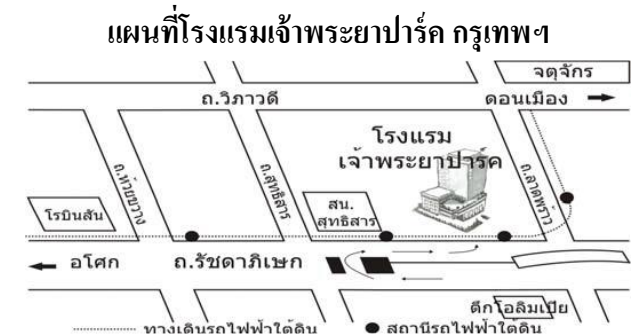 แผนที่โรงแรมเจ้าพระยาปาร์ค กรุงเทพฯ
จตุจักร
ถ.วิภาวดี
ดอนเมือง
โรงแรม
เจ้าพระยาปาร์ค
ถ.ห้วยขวาง
ถ.สุทธิสาร
ถ.ลาดพร้าว
โรบินสัน
สน.
สุทธิสาร
อโศก
ถ.รัชดาภิเษก
ตึกโอลิมเปีย
ทางเดินรถไฟฟ้าใต้ดิน
สถานีรถไฟฟ้าใต้ดิน